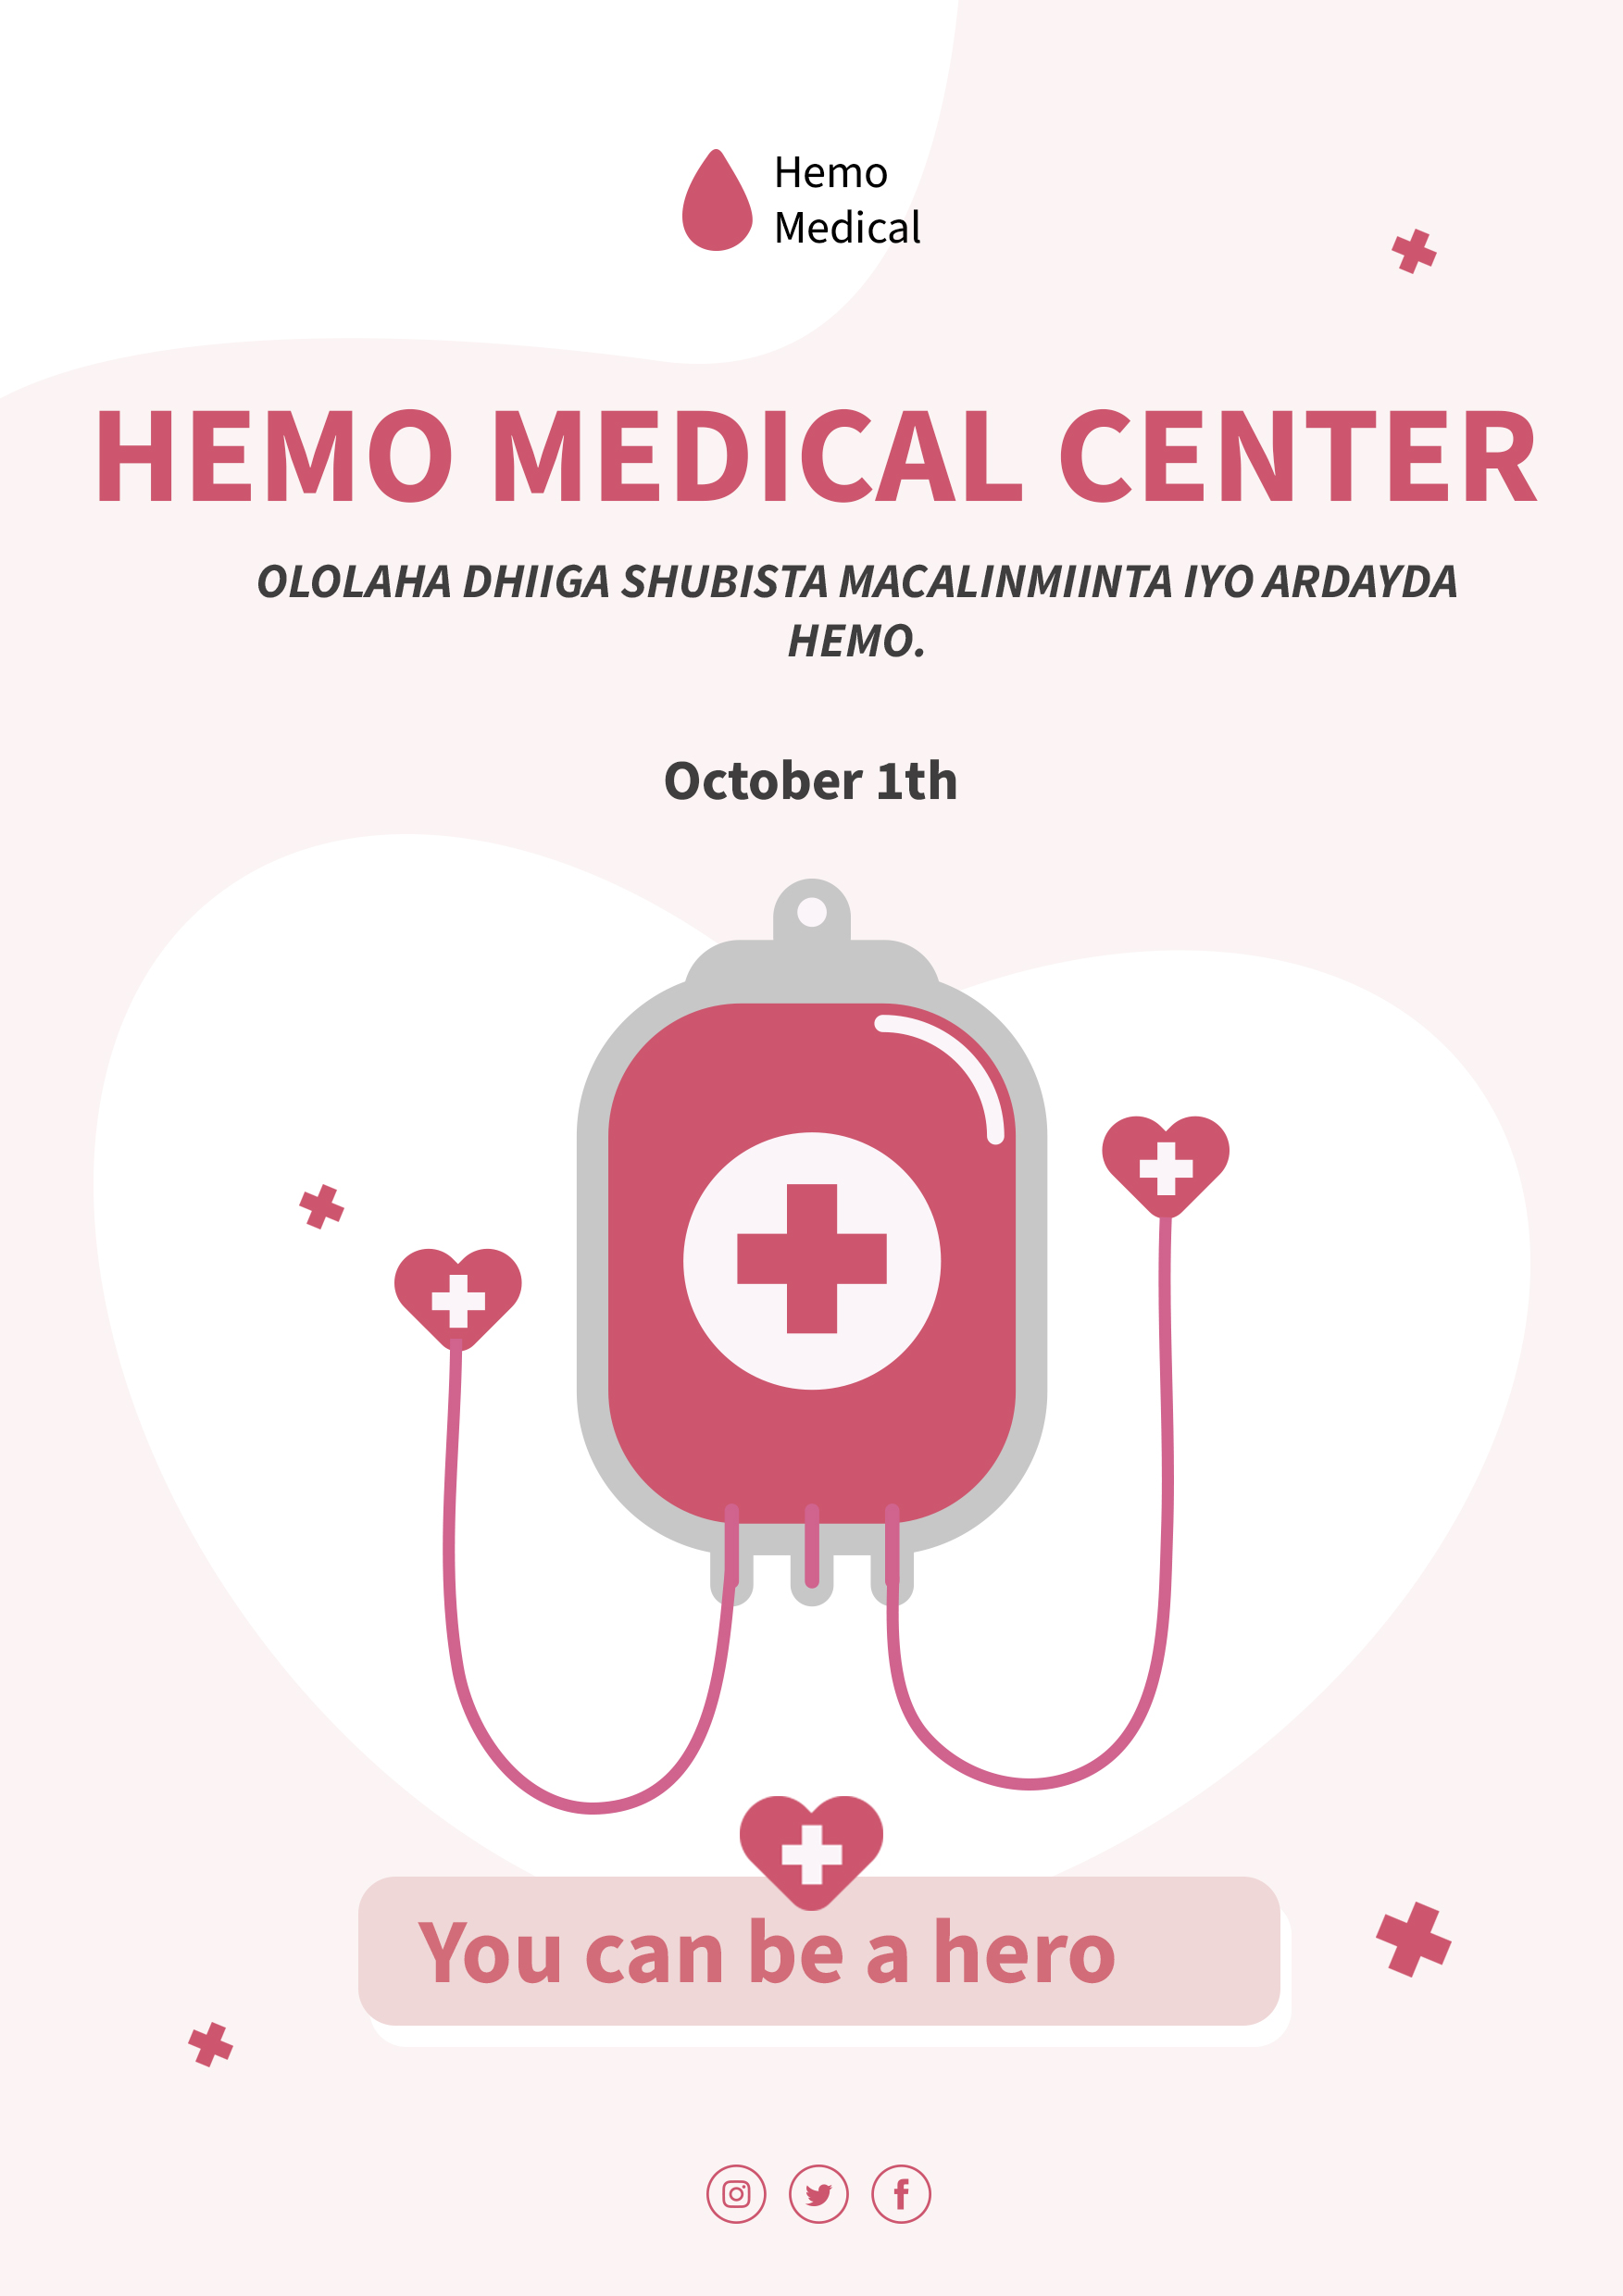 Hemo
Medical
HEMO MEDICAL CENTER
OLOLAHA DHIIGA SHUBISTA MACALINMIINTA IYO ARDAYDA
HEMO.
October 1th
You can be a hero